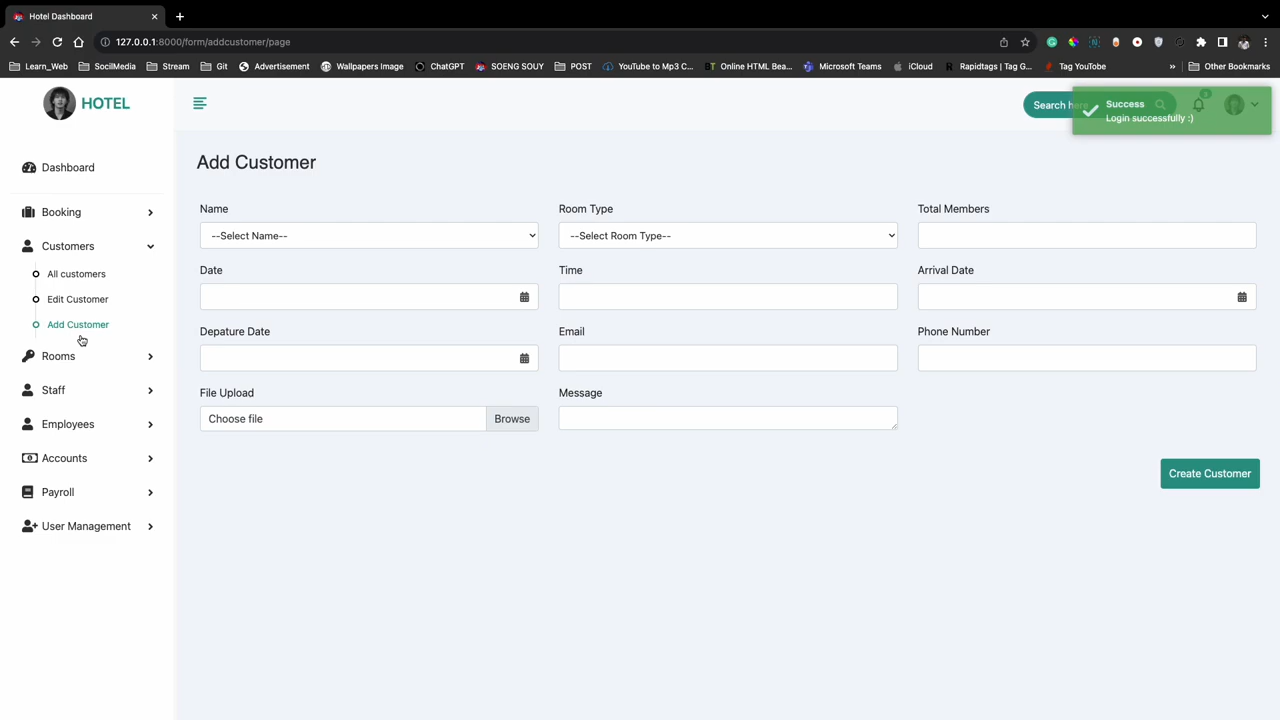 Hotel Dashboard
127.0.0.1:8000/form/addcustomer/page
Learn_Web SocilMedia Stream Git Advertisement Wallpapers Image ChatGPT SOENG SOUY POST YouTube to Mp3 C... Online HTML Bea... Microsoft Teams iCloud Rapidtags | Tag G... Tag YouTube » Other Bookmarks
HOTEL
Search here
3
Success
Login successfully :)
Dashboard
Booking
Customers
All customers
Edit Customer
Add Customer
Rooms
Staff
Employees
Accounts
Payroll
User Management
Add Customer
Name Room Type Total Members
--Select Name-- --Select Room Type--
Date Time Arrival Date
Depature Date Email Phone Number
File Upload Message
Choose file Browse
Create Customer